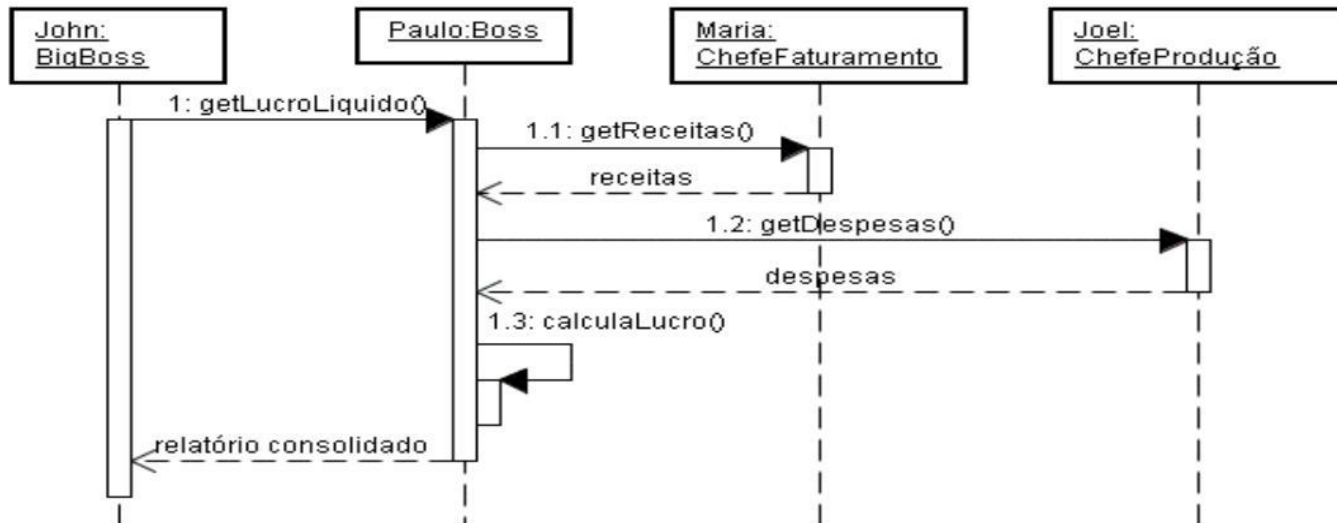 John:
BigBoss
Paulo:Boss
Maria:
ChefeFaturamento
Joel:
ChefeProdução
1: getLucroLiquido()
1.1: getReceitas()
receitas
1.2: getDespesas()
despesas
1.3: calculaLucro()
relatório consolidado